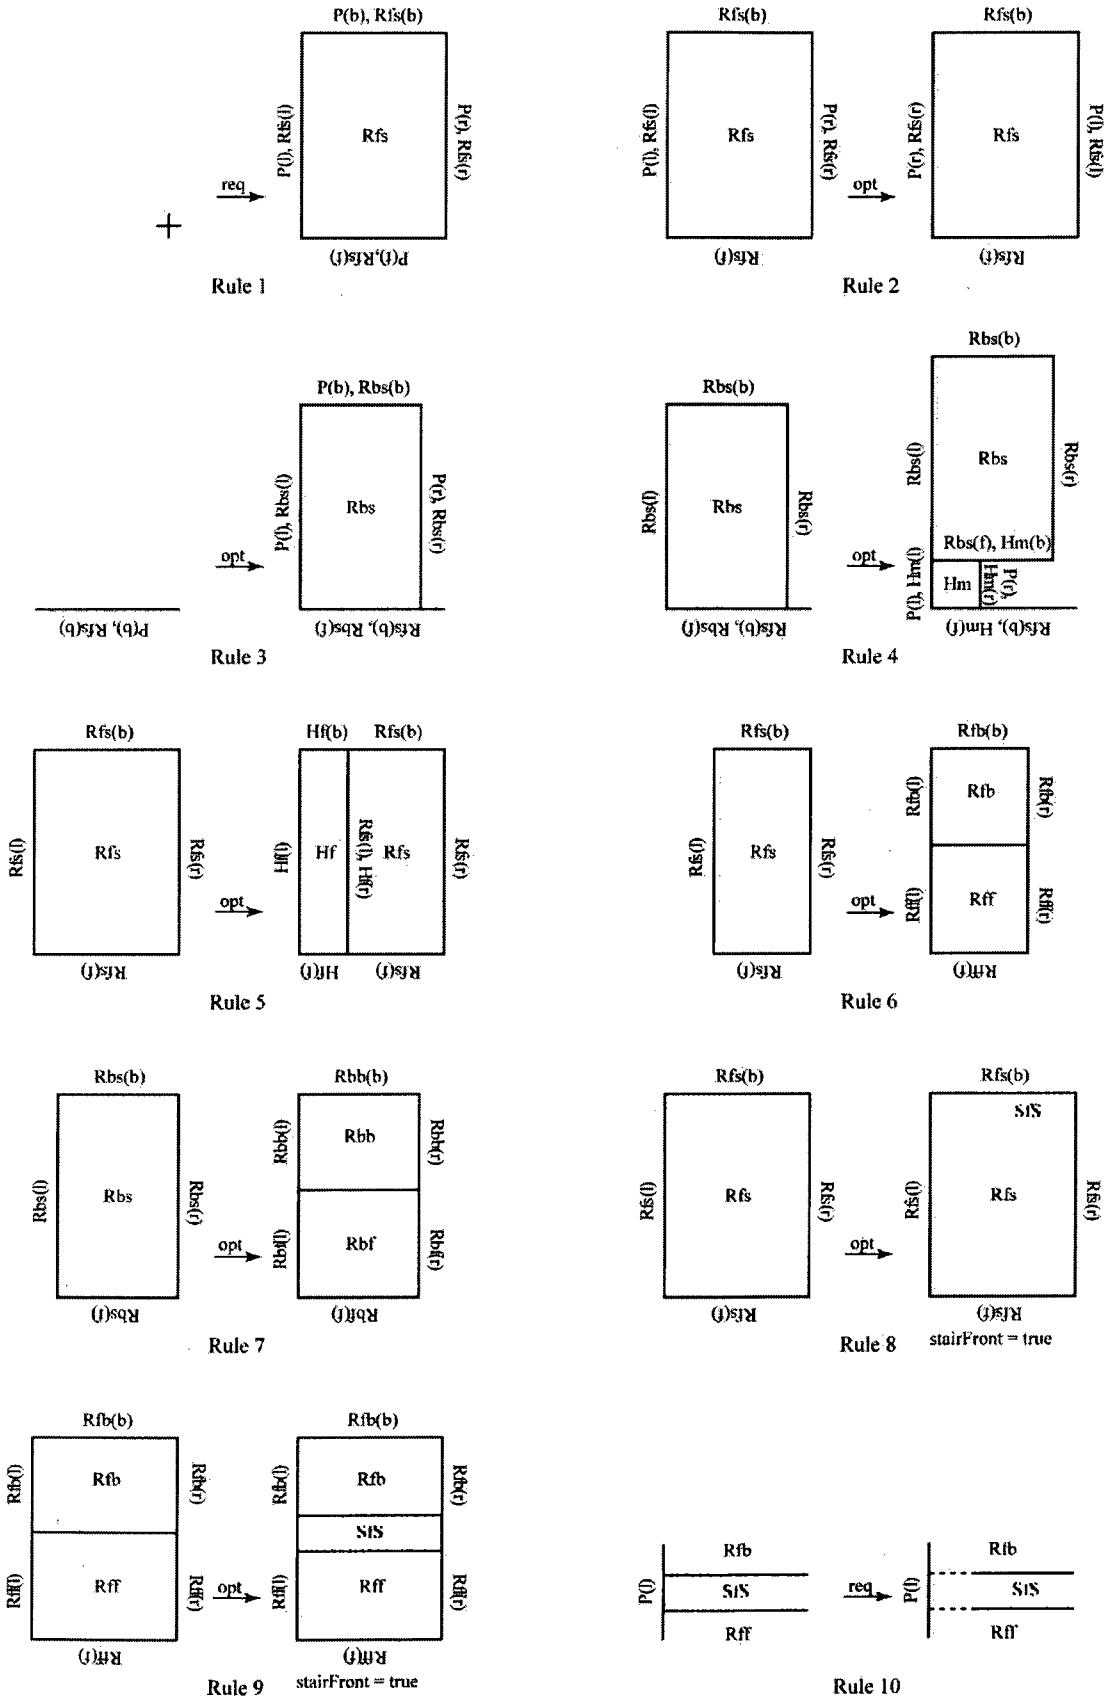 P(b), Rfs(b)
P(l), Rfs(l)
Rfs
P(r), Rfs(r)
req
P(f),Rfs(f)
Rule 1
Rfs(b)
Rfs(b)
P(l), Rfs(l)
Rfs
P(r), Rfs(r)
opt
P(r), Rfs(r)
Rfs
P(l), Rfs(l)
Rfs(f)
Rfs(f)
Rule 2
P(b), Rbs(b)
P(l), Rbs(l)
Rbs
P(r), Rbs(r)
opt
P(b), Rfs(b)
Rfs(b), Rbs(f)
Rule 3
Rbs(b)
Rbs(b)
Rbs(l)
Rbs
Rbs(r)
opt
Rbs(l)
Rbs
Rbs(r)
Rbs(f), Hm(b)
P(l), Hm(l)
Hm
Hm(r)
P(r),
Rfs(b), Rbs(f)
Rfs(b), Hm(f)
Rule 4
Rfs(b)
Hf(b)
Rfs(b)
Rfs(l)
Rfs
Rfs(r)
opt
Hf(l)
Hf
Rfs(l), Hf(r)
Rfs
Rfs(r)
Rfs(f)
Hf(f)
Rfs(f)
Rule 5
Rfs(b)
Rfb(b)
Rfs(l)
Rfs
Rfs(r)
opt
Rfb(l)
Rfb
Rfb(r)
Rff(l)
Rff
Rff(r)
Rfs(f)
Rff(f)
Rule 6
Rbs(b)
Rbb(b)
Rbs(l)
Rbs
Rbs(r)
opt
Rbb(l)
Rbb
Rbb(r)
Rbf(l)
Rbf
Rbf(r)
Rbs(f)
Rbf(f)
Rule 7
Rfs(b)
Rfs(b)
SfS
Rfs(l)
Rfs
Rfs(r)
opt
Rfs(l)
Rfs
Rfs(r)
Rfs(f)
Rfs(f)
Rule 8
stairFront = true
Rfb(b)
Rfb(b)
Rfb(l)
Rfb
Rfb(r)
Rfb(l)
Rfb
Rfb(r)
SfS
Rff(l)
Rff
Rff(r)
opt
Rff(l)
Rff
Rff(r)
Rff(f)
Rff(f)
Rule 9
stairFront = true
Rfb
Rfb
P(l)
SfS
req
P(l)
SfS
Rff
Rff
Rule 10